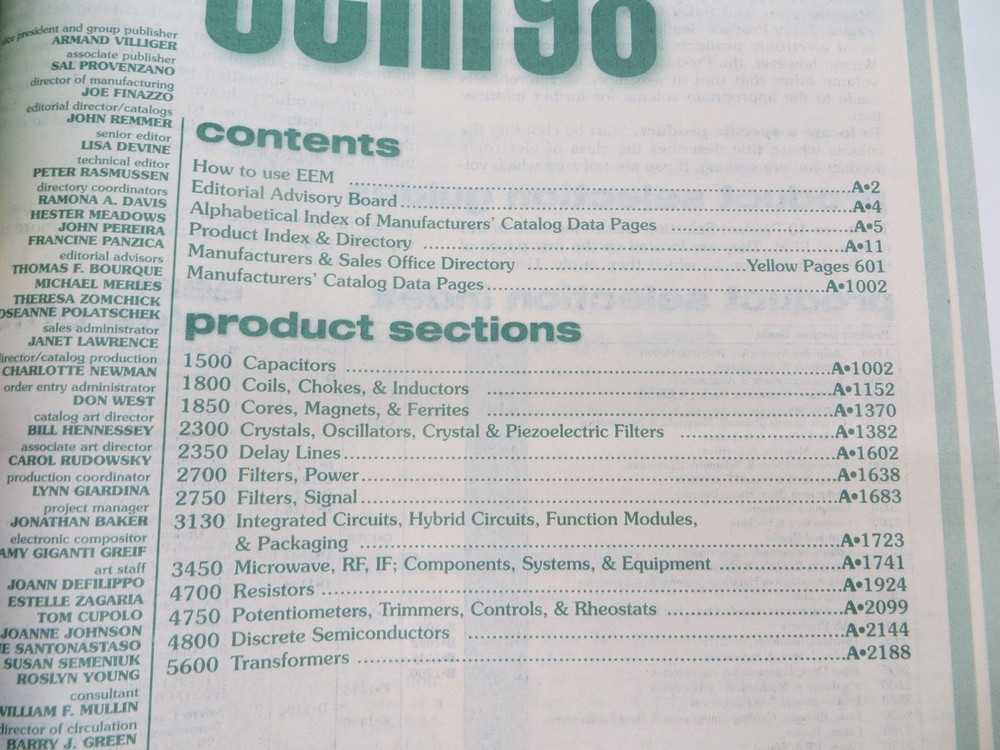 president and group publisher
ARMAND VILLIGER
associate publisher
SAL PROVENZANO
director of manufacturing
JOE FINAZZO
editorial director/catalogs
JOHN REMMER
senior editor
LISA DEVINE
technical editor
PETER RASMUSSEN
directory coordinators
RAMONA A. DAVIS
HESTER MEADOWS
JOHN PEREIRA
FRANCINE PANZICA
editorial advisors
THOMAS F. BOURQUE
MICHAEL MERLES
THERESA ZOMCHICK
OSEANNE POLATSCHEK
sales administrator
JANET LAWRENCE
irector/catalog production
CHARLOTTE NEWMAN
order entry administrator
DON WEST
catalog art director
BILL HENNESSEY
associate art director
CAROL RUDOWSKY
production coordinator
LYNN GIARDINA
project manager
JONATHAN BAKER
electronic compositor
AMY GIGANTI GREIF
art staff
JOANN DEFILIPPO
ESTELLE ZAGARIA
TOM CUPOLO
JOANNE JOHNSON
E SANTONASTASO
SUSAN SEMENIUK
ROSLYN YOUNG
consultant
WILLIAM F. MULLIN
director of circulation
BARRY J. GREEN
contents
How to use EEM ........ A•2
Editorial Advisory Board ........ A•4
Alphabetical Index of Manufacturers' Catalog Data Pages ........ A•5
Product Index & Directory ........ A•11
Manufacturers & Sales Office Directory ........ Yellow Pages 601
Manufacturers' Catalog Data Pages ........ A•1002
product sections
1500 Capacitors ........ A•1002
1800 Coils, Chokes, & Inductors ........ A•1152
1850 Cores, Magnets, & Ferrites ........ A•1370
2300 Crystals, Oscillators, Crystal & Piezoelectric Filters ........ A•1382
2350 Delay Lines ........ A•1602
2700 Filters, Power ........ A•1638
2750 Filters, Signal ........ A•1683
3130 Integrated Circuits, Hybrid Circuits, Function Modules,
& Packaging ........ A•1723
3450 Microwave, RF, IF; Components, Systems, & Equipment ........ A•1741
4700 Resistors ........ A•1924
4750 Potentiometers, Trimmers, Controls, & Rheostats ........ A•2099
4800 Discrete Semiconductors ........ A•2144
5600 Transformers ........ A•2188